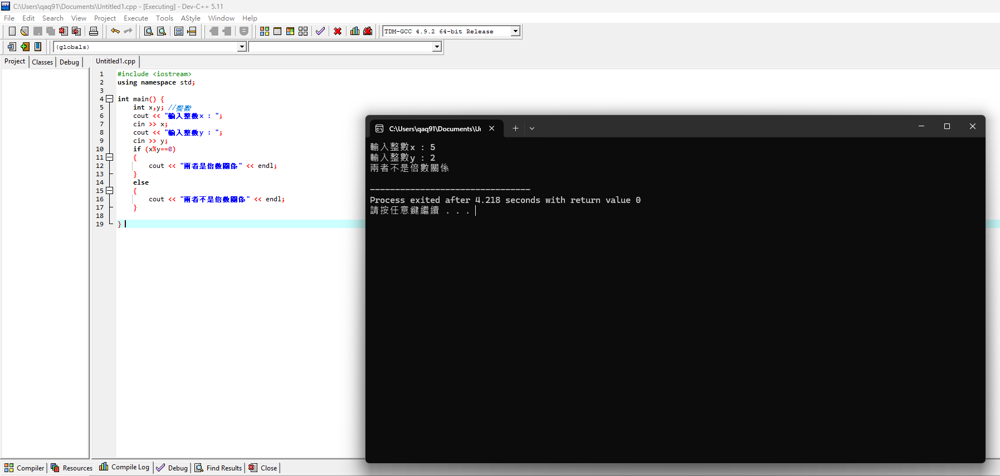 C:\Users\qaq91\Documents\Untitled1.cpp - [Executing] - Dev-C++ 5.11
File Edit Search View Project Execute Tools AStyle Window Help
TDM-GCC 4.9.2 64-bit Release
(globals)
Project Classes Debug
Untitled1.cpp
1 #include <iostream>
2 using namespace std;
3
4 int main() {
5 int x,y; //整數
6 cout << "輸入整數x : ";
7 cin >> x;
8 cout << "輸入整數y : ";
9 cin >> y;
10 if (x%y==0)
11 {
12 cout << "兩者是倍數關係" << endl;
13 }
14 else
15 {
16 cout << "兩者不是倍數關係" << endl;
17 }
18
19 }
C:\Users\qaq91\Documents\Ui
輸入整數x : 5
輸入整數y : 2
兩者不是倍數關係
--------------------------------
Process exited after 4.218 seconds with return value 0
請按任意鍵繼續 . . .
Compiler Resources Compile Log Debug Find Results Close